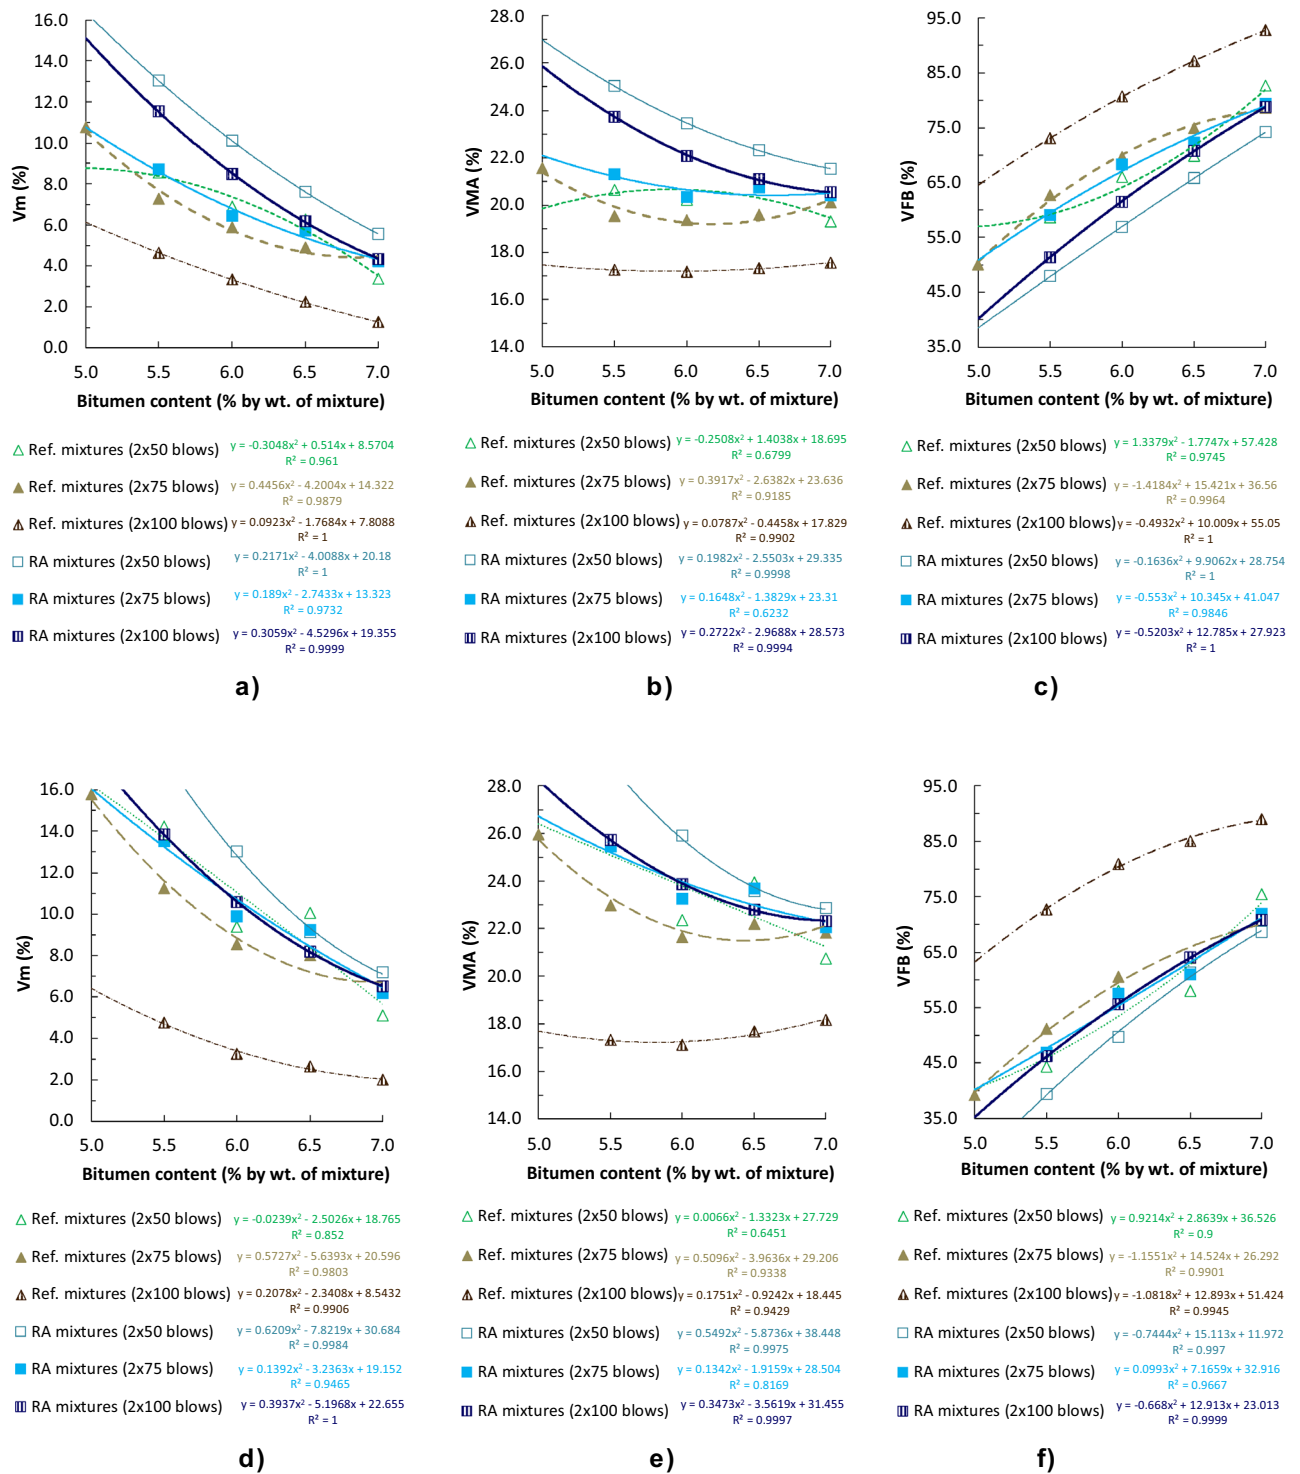 16.0
14.0
12.0
10.0
8.0
6.0
4.0
2.0
0.0
Vm (%)
5.0 5.5 6.0 6.5 7.0
Bitumen content (% by wt. of mixture)
Ref. mixtures (2x50 blows) y = -0.3048x² + 0.514x + 8.5704
R² = 0.961
Ref. mixtures (2x75 blows) y = 0.4456x² - 4.2004x + 14.322
R² = 0.9879
Ref. mixtures (2x100 blows) y = 0.0923x² - 1.7684x + 7.8088
R² = 1
RA mixtures (2x50 blows) y = 0.2171x² - 4.0088x + 20.18
R² = 1
RA mixtures (2x75 blows) y = 0.189x² - 2.7433x + 13.323
R² = 0.9732
RA mixtures (2x100 blows) y = 0.3059x² - 4.5296x + 19.355
R² = 0.9999
a)
28.0
26.0
24.0
22.0
20.0
18.0
16.0
14.0
VMA (%)
5.0 5.5 6.0 6.5 7.0
Bitumen content (% by wt. of mixture)
Ref. mixtures (2x50 blows) y = -0.2508x² + 1.4038x + 18.695
R² = 0.6799
Ref. mixtures (2x75 blows) y = 0.3917x² - 2.6382x + 23.636
R² = 0.9185
Ref. mixtures (2x100 blows) y = 0.0787x² - 0.4458x + 17.829
R² = 0.9902
RA mixtures (2x50 blows) y = 0.1982x² - 2.5503x + 29.335
R² = 0.9998
RA mixtures (2x75 blows) y = 0.1648x² - 1.3829x + 23.31
R² = 0.6232
RA mixtures (2x100 blows) y = 0.2722x² - 2.9688x + 28.573
R² = 0.9994
b)
95.0
85.0
75.0
65.0
55.0
45.0
35.0
VFB (%)
5.0 5.5 6.0 6.5 7.0
Bitumen content (% by wt. of mixture)
Ref. mixtures (2x50 blows) y = 1.3379x² - 1.7747x + 57.428
R² = 0.9745
Ref. mixtures (2x75 blows) y = -1.4184x² + 15.421x + 36.56
R² = 0.9964
Ref. mixtures (2x100 blows) y = -0.4932x² + 10.009x + 55.05
R² = 1
RA mixtures (2x50 blows) y = -0.1636x² + 9.9062x + 28.754
R² = 1
RA mixtures (2x75 blows) y = -0.553x² + 10.345x + 41.047
R² = 0.9846
RA mixtures (2x100 blows) y = -0.5203x² + 12.785x + 27.923
R² = 1
c)
16.0
14.0
12.0
10.0
8.0
6.0
4.0
2.0
0.0
Vm (%)
5.0 5.5 6.0 6.5 7.0
Bitumen content (% by wt. of mixture)
Ref. mixtures (2x50 blows) y = -0.0239x² - 2.5026x + 18.765
R² = 0.852
Ref. mixtures (2x75 blows) y = 0.5727x² - 5.6393x + 20.596
R² = 0.9803
Ref. mixtures (2x100 blows) y = 0.2078x² - 2.3408x + 8.5432
R² = 0.9906
RA mixtures (2x50 blows) y = 0.6209x² - 7.8219x + 30.684
R² = 0.9984
RA mixtures (2x75 blows) y = 0.1392x² - 3.2363x + 19.152
R² = 0.9465
RA mixtures (2x100 blows) y = 0.3937x² - 5.1968x + 22.655
R² = 1
d)
28.0
26.0
24.0
22.0
20.0
18.0
16.0
14.0
VMA (%)
5.0 5.5 6.0 6.5 7.0
Bitumen content (% by wt. of mixture)
Ref. mixtures (2x50 blows) y = 0.0066x² - 1.3323x + 27.729
R² = 0.6451
Ref. mixtures (2x75 blows) y = 0.5096x² - 3.9636x + 29.206
R² = 0.9338
Ref. mixtures (2x100 blows) y = 0.1751x² - 0.9242x + 18.445
R² = 0.9429
RA mixtures (2x50 blows) y = 0.5492x² - 5.8736x + 38.448
R² = 0.9975
RA mixtures (2x75 blows) y = 0.1342x² - 1.9159x + 28.504
R² = 0.8169
RA mixtures (2x100 blows) y = 0.3473x² - 3.5619x + 31.455
R² = 0.9997
e)
95.0
85.0
75.0
65.0
55.0
45.0
35.0
VFB (%)
5.0 5.5 6.0 6.5 7.0
Bitumen content (% by wt. of mixture)
Ref. mixtures (2x50 blows) y = 0.9214x² + 2.8639x + 36.526
R² = 0.9
Ref. mixtures (2x75 blows) y = -1.1551x² + 14.524x + 26.292
R² = 0.9901
Ref. mixtures (2x100 blows) y = -1.0818x² + 12.893x + 51.424
R² = 0.9945
RA mixtures (2x50 blows) y = -0.7444x² + 15.113x + 11.972
R² = 0.997
RA mixtures (2x75 blows) y = 0.0993x² + 7.1659x + 32.916
R² = 0.9667
RA mixtures (2x100 blows) y = -0.668x² + 12.913x + 23.013
R² = 0.9999
f)